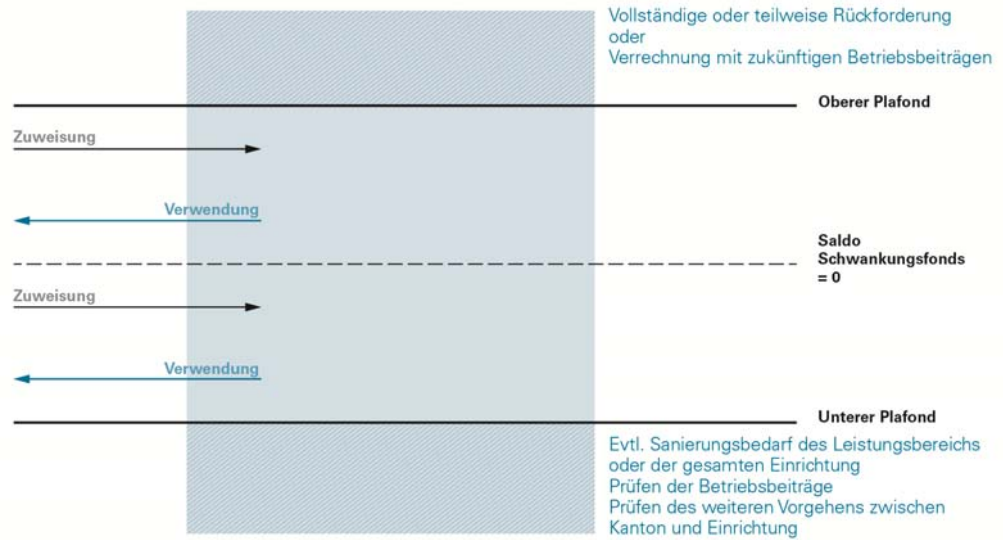 Vollständige oder teilweise Rückforderung
oder
Verrechnung mit zukünftigen Betriebsbeiträgen
Oberer Plafond
Zuweisung
Verwendung
Saldo
Schwankungsfonds
= 0
Zuweisung
Verwendung
Unterer Plafond
Evtl. Sanierungsbedarf des Leistungsbereichs
oder der gesamten Einrichtung
Prüfen der Betriebsbeiträge
Prüfen des weiteren Vorgehens zwischen
Kanton und Einrichtung